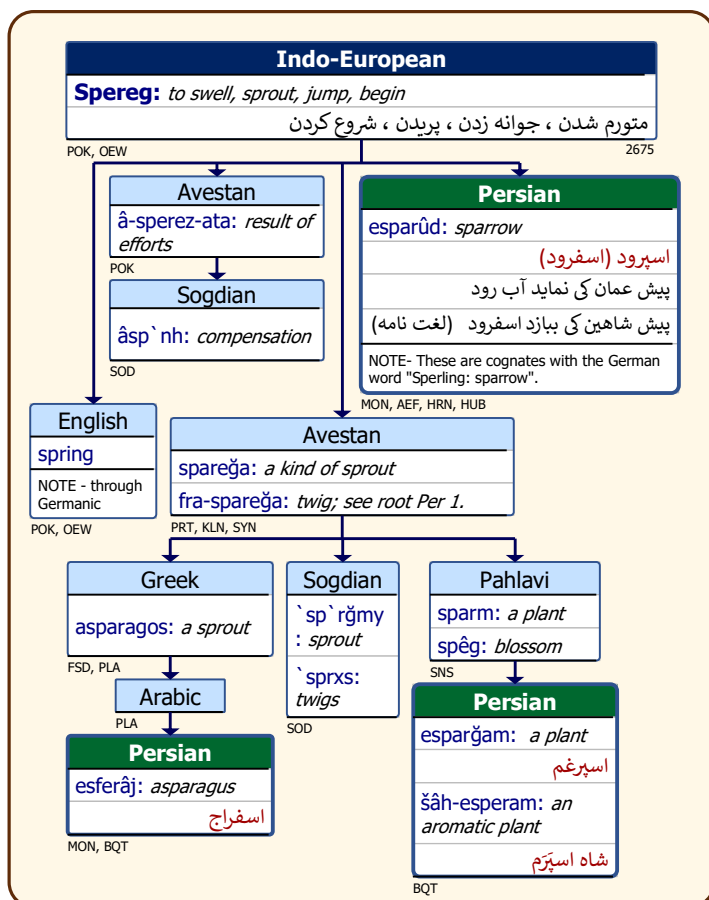 Indo-European
Spereg: to swell, sprout, jump, begin
متورم شدن ، جوانه زدن ، پریدن ، شروع کردن
POK, OEW
2675
Avestan
â-sperez-ata: result of
efforts
POK
Sogdian
âsp`nh: compensation
SOD
Persian
esparûd: sparrow
اسپرود (اسفرود)
پیش عمان کی نماید آب رود
پیش شاهین کی ببازد اسفرود (لغت نامه)
NOTE- These are cognates with the German
word "Sperling: sparrow".
MON, AEF, HRN, HUB
English
spring
NOTE - through
Germanic
POK, OEW
Avestan
spareğa: a kind of sprout
fra-spareğa: twig; see root Per 1.
PRT, KLN, SYN
Greek
asparagos: a sprout
FSD, PLA
Arabic
PLA
Persian
esferâj: asparagus
اسفراج
MON, BQT
Sogdian
`sp`rğmy
: sprout
`sprxs:
twigs
SOD
Pahlavi
sparm: a plant
spêg: blossom
SNS
Persian
esparğam: a plant
اسپرغم
šâh-esperam: an
aromatic plant
شاه اسپَرَم
BQT